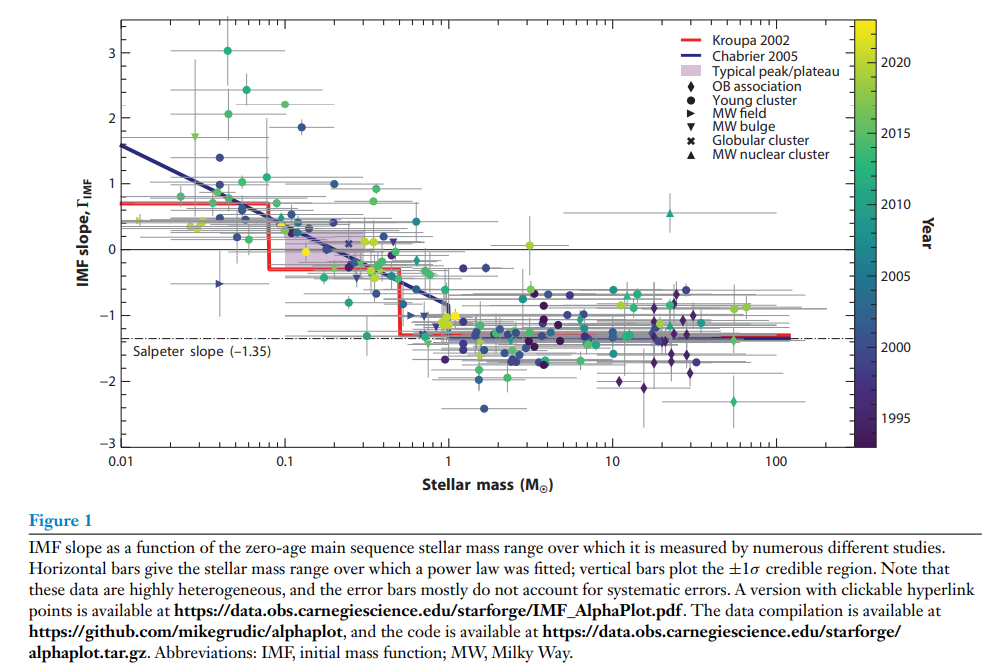 3
2
1
0
−1
−2
−3
IMF slope, ΓIMF
0.01
0.1
1
10
100
Stellar mass (M⊙)
Salpeter slope (−1.35)
Kroupa 2002
Chabrier 2005
Typical peak/plateau
OB association
Young cluster
MW field
MW bulge
Globular cluster
MW nuclear cluster
2020
2015
2010
2005
2000
1995
Year
Figure 1
IMF slope as a function of the zero-age main sequence stellar mass range over which it is measured by numerous different studies.
Horizontal bars give the stellar mass range over which a power law was fitted; vertical bars plot the ±1σ credible region. Note that
these data are highly heterogeneous, and the error bars mostly do not account for systematic errors. A version with clickable hyperlink
points is available at https://data.obs.carnegiescience.edu/starforge/IMF_AlphaPlot.pdf. The data compilation is available at
https://github.com/mikegrudic/alphaplot, and the code is available at https://data.obs.carnegiescience.edu/starforge/
alphaplot.tar.gz. Abbreviations: IMF, initial mass function; MW, Milky Way.